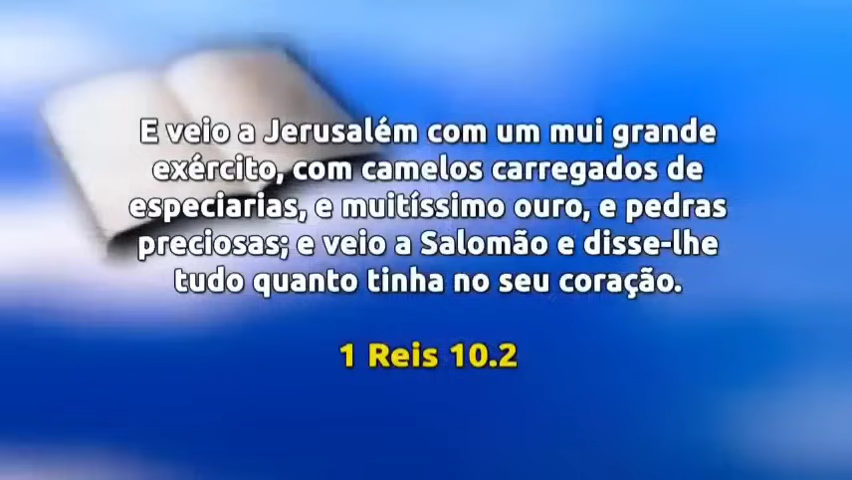 E veio a Jerusalém com um mui grande
exército, com camelos carregados de
especiarias, e muitíssimo ouro, e pedras
preciosas; e veio a Salomão e disse-lhe
tudo quanto tinha no seu coração.
1 Reis 10.2